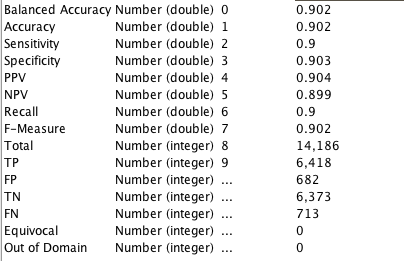 Balanced Accuracy Number (double) 0 0.902
Accuracy Number (double) 1 0.902
Sensitivity Number (double) 2 0.9
Specificity Number (double) 3 0.903
PPV Number (double) 4 0.904
NPV Number (double) 5 0.899
Recall Number (double) 6 0.9
F-Measure Number (double) 7 0.902
Total Number (integer) 8 14,186
TP Number (integer) 9 6,418
FP Number (integer) ... 682
TN Number (integer) ... 6,373
FN Number (integer) ... 713
Equivocal Number (integer) ... 0
Out of Domain Number (integer) ... 0